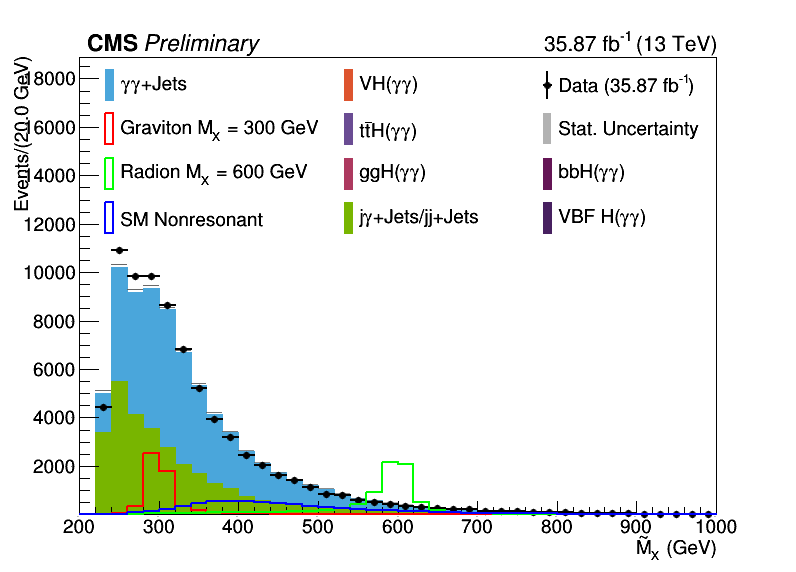 CMS Preliminary 35.87 fb⁻¹ (13 TeV)
Events/(20.0 GeV)
18000
16000
14000
12000
10000
8000
6000
4000
2000
γγ+Jets
Graviton M_X = 300 GeV
Radion M_X = 600 GeV
SM Nonresonant
VH(γγ)
tt̄H(γγ)
ggH(γγ)
jγ+Jets/jj+Jets
Data (35.87 fb⁻¹)
Stat. Uncertainty
bbH(γγ)
VBF H(γγ)
200 300 400 500 600 700 800 900 1000
M̃_X (GeV)